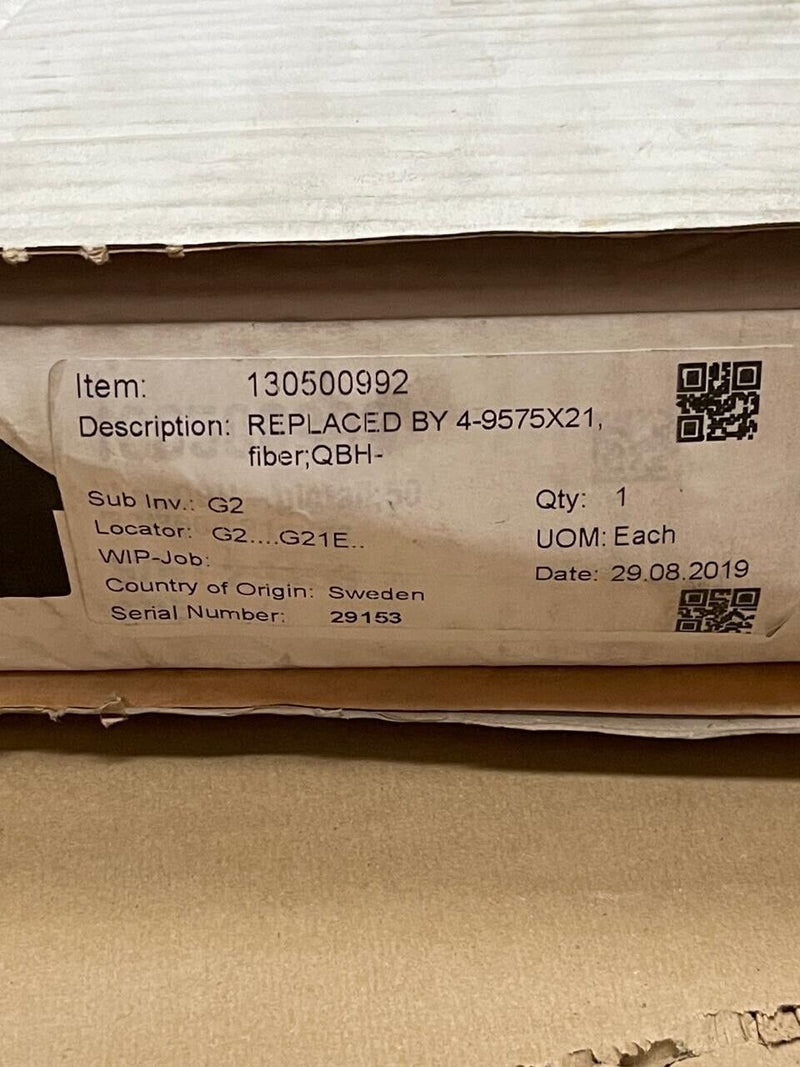 Item: 130500992
Description: REPLACED BY 4-9575X21,
fiber;QBH-
Sub Inv.: G2
Qty: 1
Locator: G2....G21E..
UOM: Each
WIP-Job:
Date: 29.08.2019
Country of Origin: Sweden
Serial Number: 29153